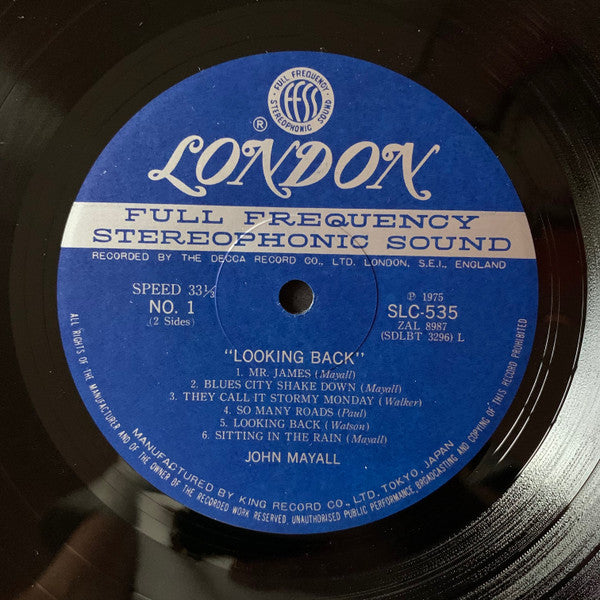 FULL FREQUENCY
ffss
STEREOPHONIC SOUND
®
LONDON
FULL FREQUENCY
STEREOPHONIC SOUND
RECORDED BY THE DECCA RECORD CO., LTD. LONDON, S.E.I., ENGLAND
SPEED 33⅓
NO. 1
(2 Sides)
℗ 1975
SLC-535
ZAL 8987
(SDLBT 3296) L
"LOOKING BACK"
1. MR. JAMES (Mayall)
2. BLUES CITY SHAKE DOWN (Mayall)
3. THEY CALL IT STORMY MONDAY (Walker)
4. SO MANY ROADS (Paul)
5. LOOKING BACK (Watson)
6. SITTING IN THE RAIN (Mayall)
JOHN MAYALL
MANUFACTURED BY KING RECORD CO., LTD. TOKYO, JAPAN
ALL RIGHTS OF THE MANUFACTURER AND OF THE OWNER OF THE RECORDED WORK RESERVED. UNAUTHORISED PUBLIC PERFORMANCE, BROADCASTING AND COPYING OF THIS RECORD PROHIBITED